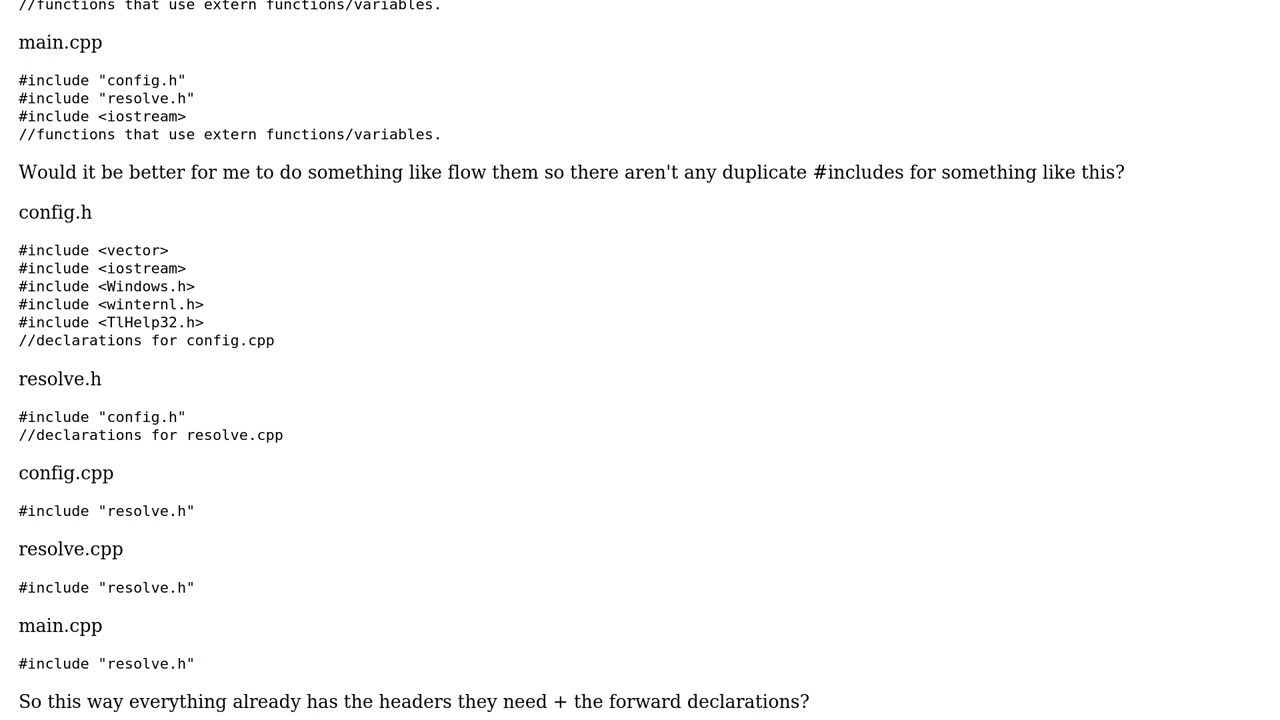 //functions that use extern functions/variables.
main.cpp
#include "config.h"
#include "resolve.h"
#include <iostream>
//functions that use extern functions/variables.
Would it be better for me to do something like flow them so there aren't any duplicate #includes for something like this?
config.h
#include <vector>
#include <iostream>
#include <Windows.h>
#include <winternl.h>
#include <TlHelp32.h>
//declarations for config.cpp
resolve.h
#include "config.h"
//declarations for resolve.cpp
config.cpp
#include "resolve.h"
resolve.cpp
#include "resolve.h"
main.cpp
#include "resolve.h"
So this way everything already has the headers they need + the forward declarations?